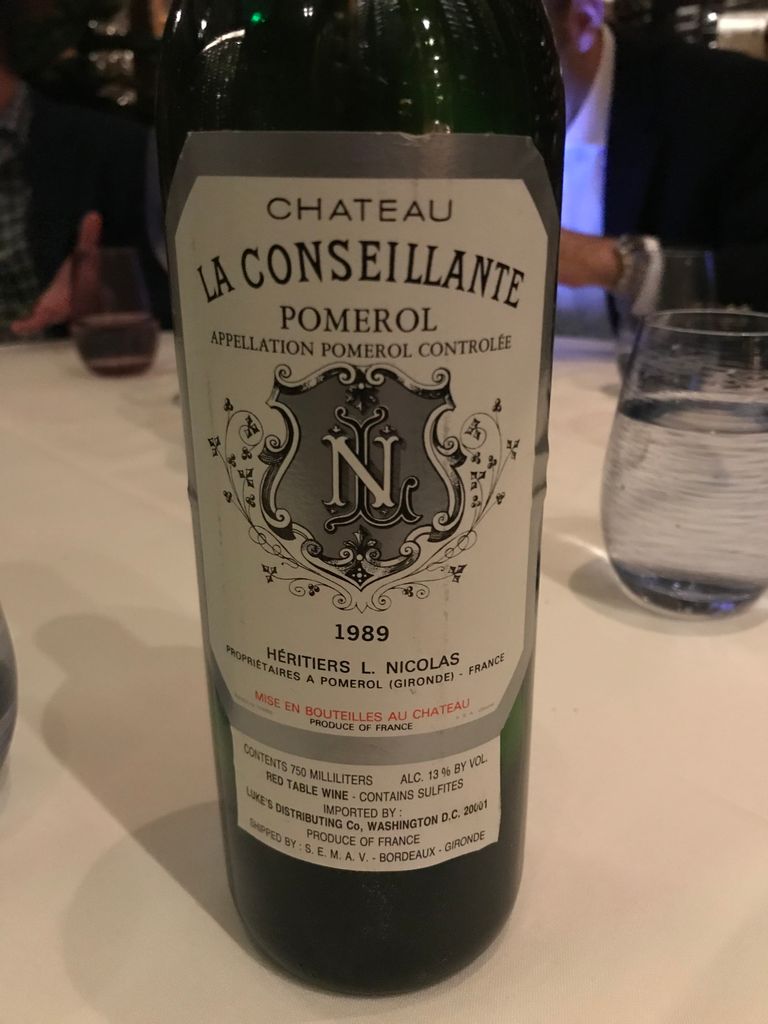 CHATEAU
LA CONSEILLANTE
POMEROL
APPELLATION POMEROL CONTROLÉE
NL
1989
HÉRITIERS L. NICOLAS
PROPRIÉTAIRES A POMEROL (GIRONDE) - FRANCE
MISE EN BOUTEILLES AU CHATEAU
PRODUCE OF FRANCE
CONTENTS 750 MILLILITERS ALC. 13 % BY VOL.
RED TABLE WINE - CONTAINS SULFITES
IMPORTED BY :
LUKE'S DISTRIBUTING Co, WASHINGTON D.C. 20001
PRODUCE OF FRANCE
SHIPPED BY : S. E. M. A. V. - BORDEAUX - GIRONDE